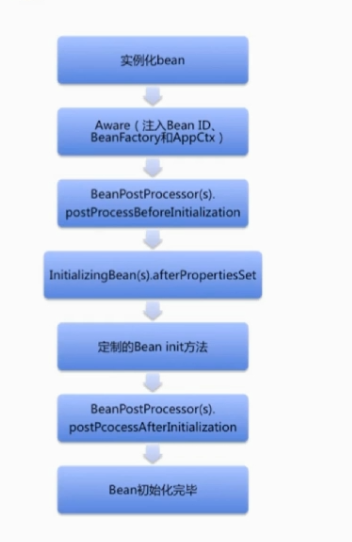 实例化bean
Aware（注入Bean ID、
BeanFactory和AppCtx）
BeanPostProcessor(s).
postProcessBeforeInitialization
InitializingBean(s).afterPropertiesSet
定制的Bean init方法
BeanPostProcessor(s).
postPcocessAfterInitialization
Bean初始化完毕